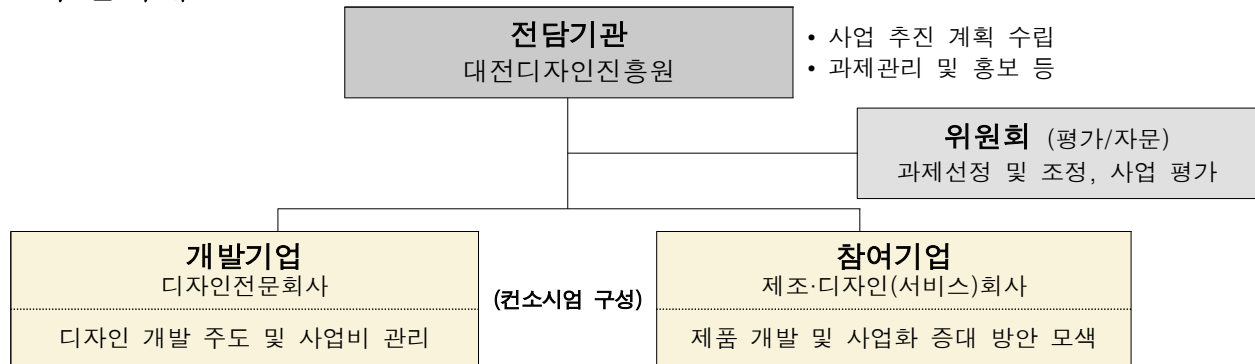 전담기관
대전디자인진흥원
• 사업 추진 계획 수립
• 과제관리 및 홍보 등
위원회 (평가/자문)
과제선정 및 조정, 사업 평가
개발기업
디자인전문회사
디자인 개발 주도 및 사업비 관리
(컨소시엄 구성)
참여기업
제조·디자인(서비스)회사
제품 개발 및 사업화 증대 방안 모색